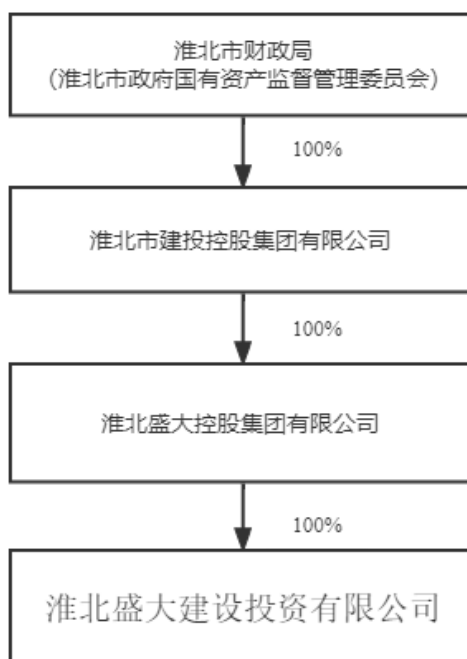 淮北市财政局
（淮北市政府国有资产监督管理委员会）
100%
淮北市建投控股集团有限公司
100%
淮北盛大控股集团有限公司
100%
淮北盛大建设投资有限公司